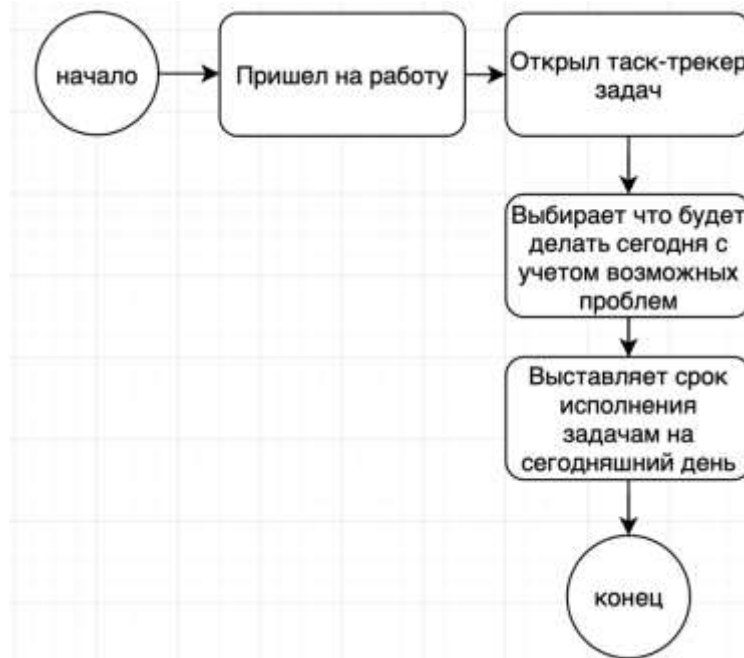 начало
Пришел на работу
Открыл таск-трекер
задач
Выбирает что будет
делать сегодня с
учетом возможных
проблем
Выставляет срок
исполнения
задачам на
сегодняшний день
конец